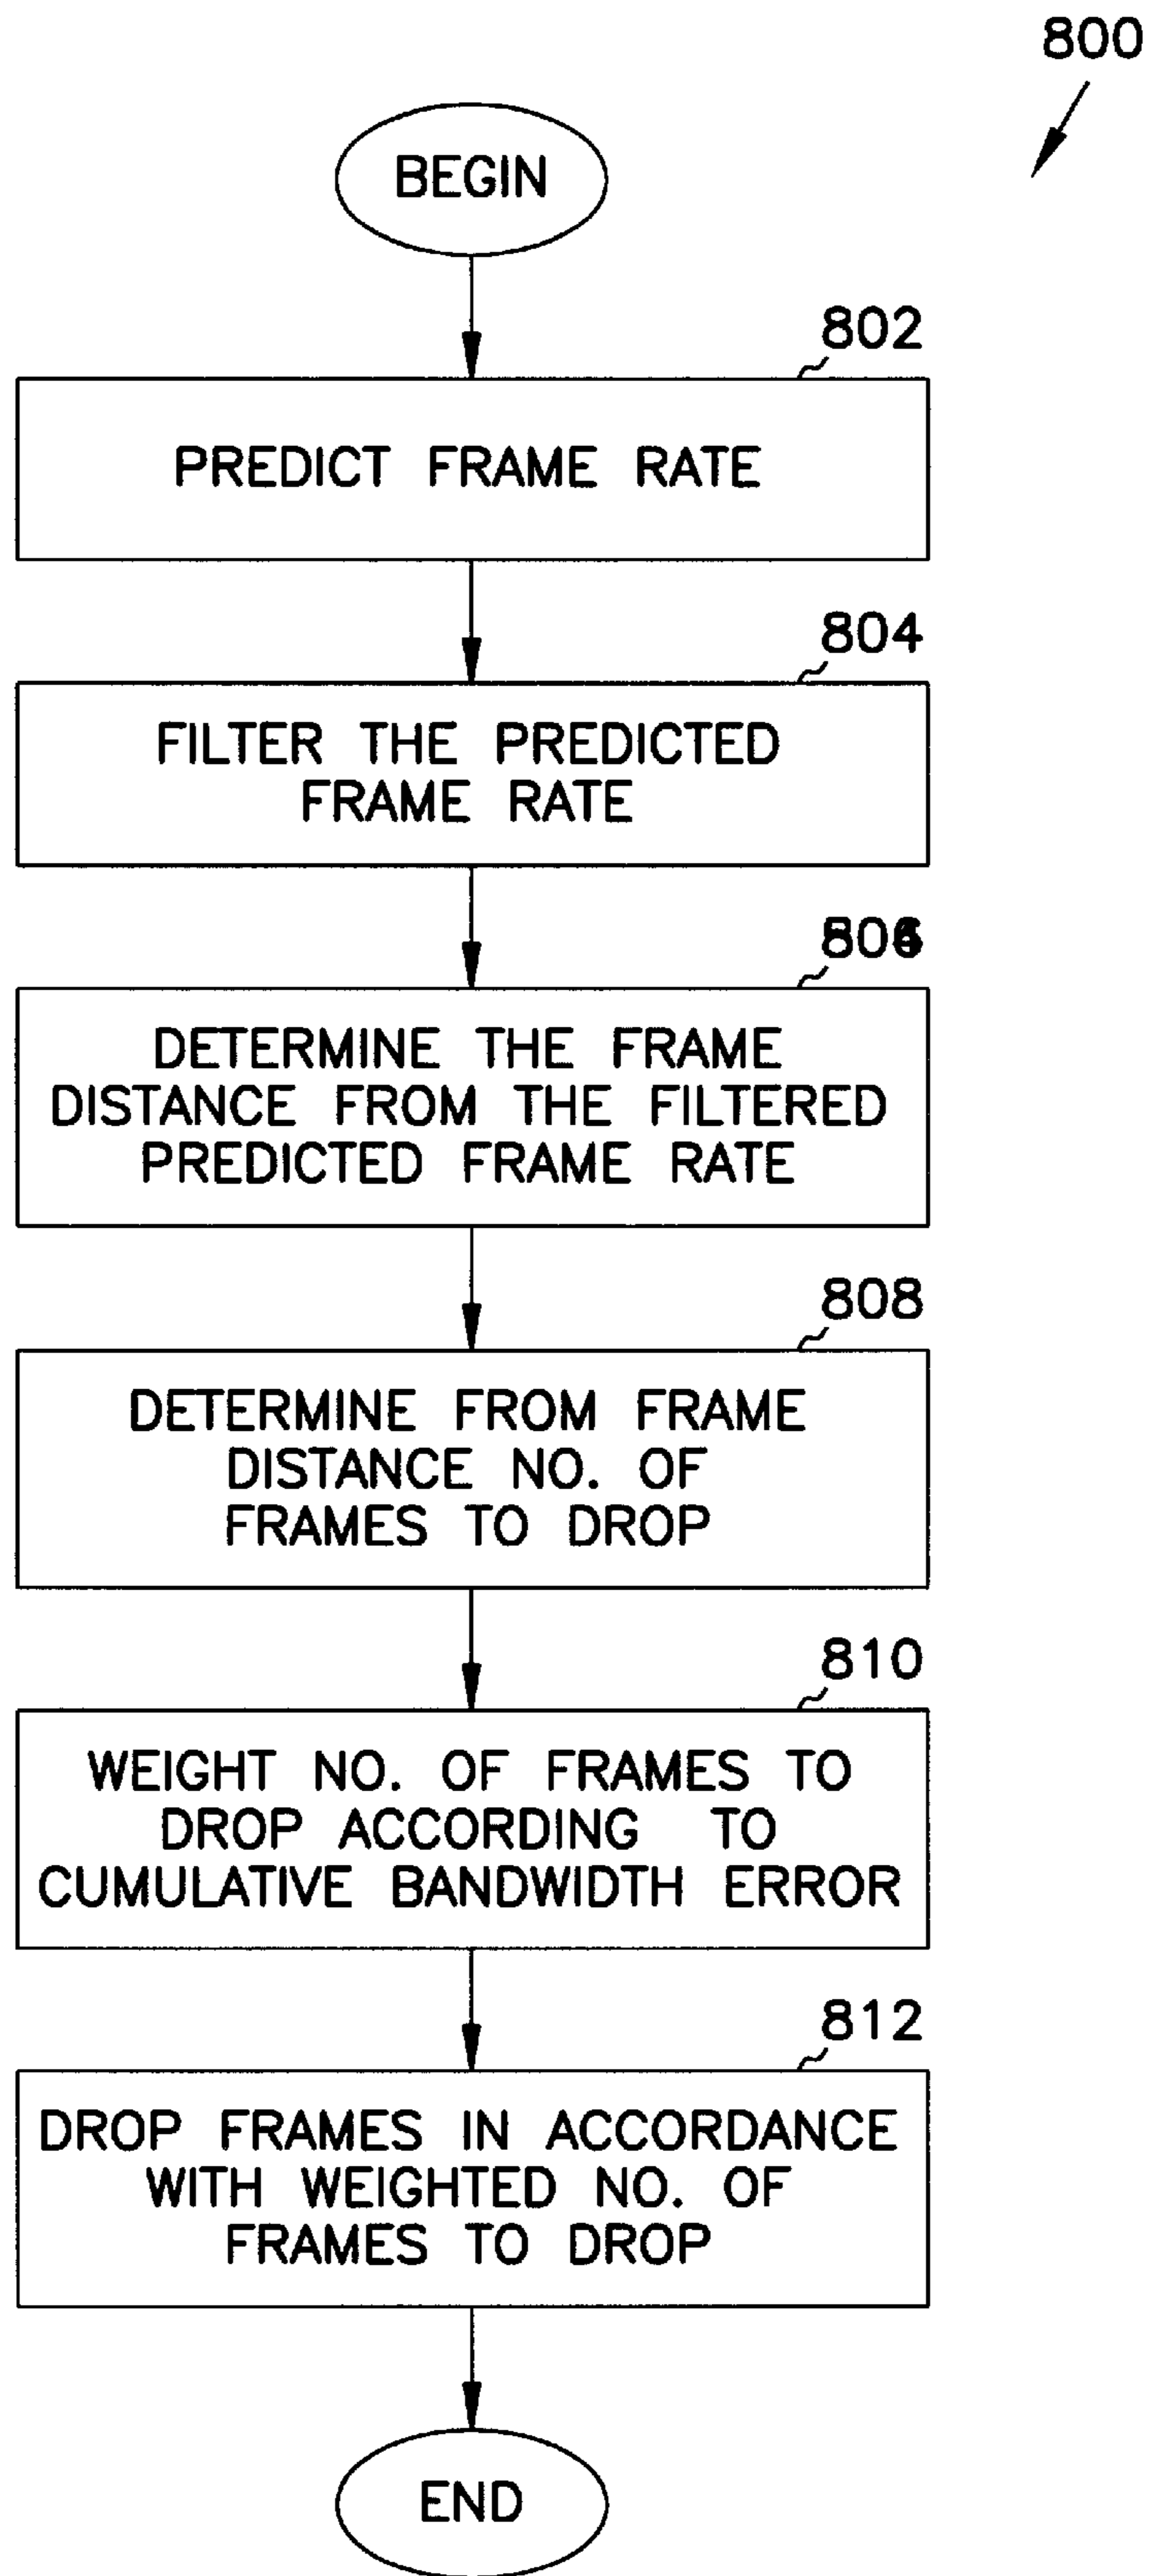 800
BEGIN
802
PREDICT FRAME RATE
804
FILTER THE PREDICTED
FRAME RATE
DETERMINE THE FRAME
DISTANCE FROM THE FILTERED
PREDICTED FRAME RATE
808
DETERMINE FROM FRAME
DISTANCE NO. OF
FRAMES TO DROP
810
WEIGHT NO. OF FRAMES TO
DROP ACCORDING TO
CUMULATIVE BANDWIDTH ERROR
812
DROP FRAMES IN ACCORDANCE
WITH WEIGHTED NO. OF
FRAMES TO DROP
END